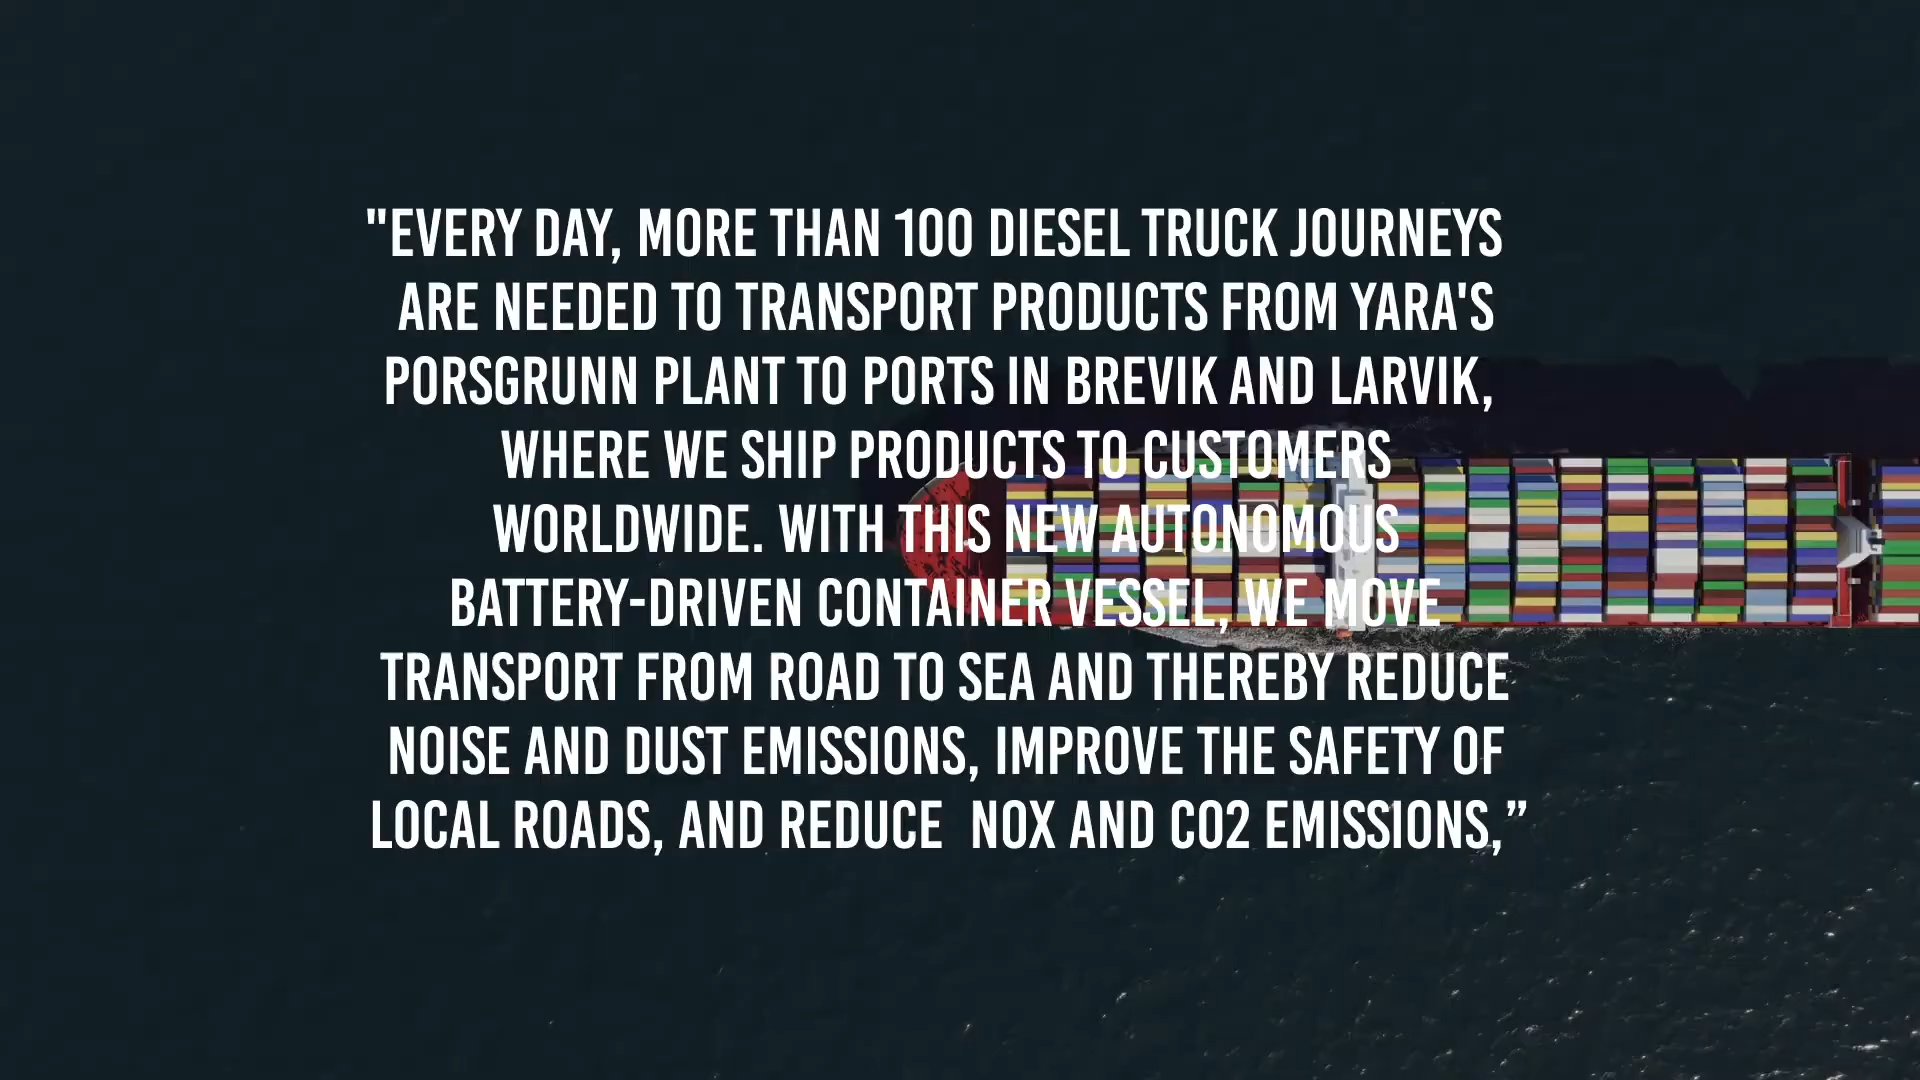 "EVERY DAY, MORE THAN 100 DIESEL TRUCK JOURNEYS
ARE NEEDED TO TRANSPORT PRODUCTS FROM YARA'S
PORSGRUNN PLANT TO PORTS IN BREVIK AND LARVIK,
WHERE WE SHIP PRODUCTS TO CUSTOMERS
WORLDWIDE. WITH THIS NEW AUTONOMOUS
BATTERY-DRIVEN CONTAINER VESSEL, WE MOVE
TRANSPORT FROM ROAD TO SEA AND THEREBY REDUCE
NOISE AND DUST EMISSIONS, IMPROVE THE SAFETY OF
LOCAL ROADS, AND REDUCE  NOX AND CO2 EMISSIONS,”